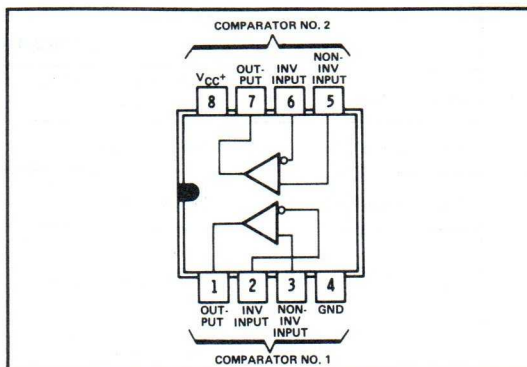 COMPARATOR NO. 2
VCC+
OUT-
PUT
INV
INPUT
NON-
INV
INPUT
8 7 6 5
1 2 3 4
OUT-
PUT
INV
INPUT
NON-
INV
INPUT
GND
COMPARATOR NO. 1